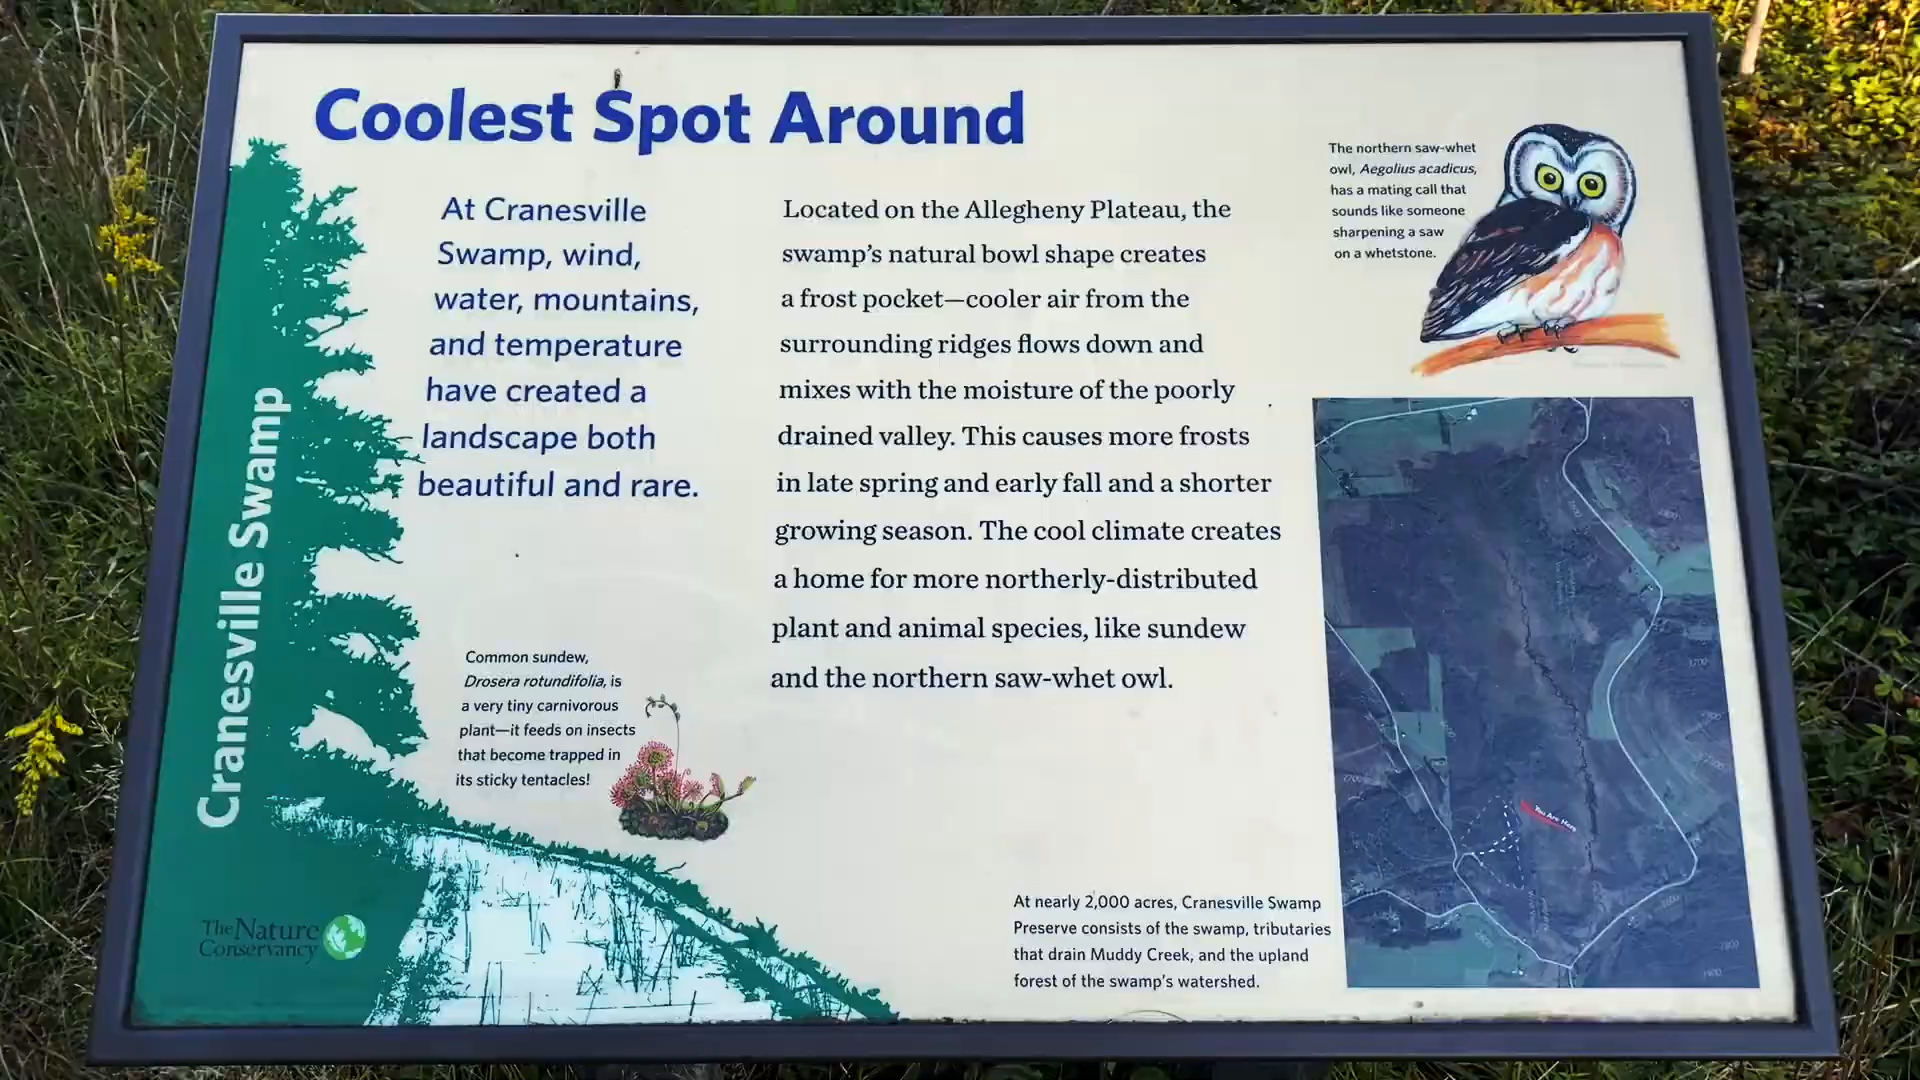 Coolest Spot Around
At Cranesville
Swamp, wind,
water, mountains,
and temperature
have created a
landscape both
beautiful and rare.
Located on the Allegheny Plateau, the
swamp's natural bowl shape creates
a frost pocket—cooler air from the
surrounding ridges flows down and
mixes with the moisture of the poorly
drained valley. This causes more frosts
in late spring and early fall and a shorter
growing season. The cool climate creates
a home for more northerly-distributed
plant and animal species, like sundew
and the northern saw-whet owl.
The northern saw-whet
owl, Aegolius acadicus,
has a mating call that
sounds like someone
sharpening a saw
on a whetstone.
Cranesville Swamp
Common sundew,
Drosera rotundifolia, is
a very tiny carnivorous
plant—it feeds on insects
that become trapped in
its sticky tentacles!
You Are Here
At nearly 2,000 acres, Cranesville Swamp
Preserve consists of the swamp, tributaries
that drain Muddy Creek, and the upland
forest of the swamp's watershed.
The Nature
Conservancy